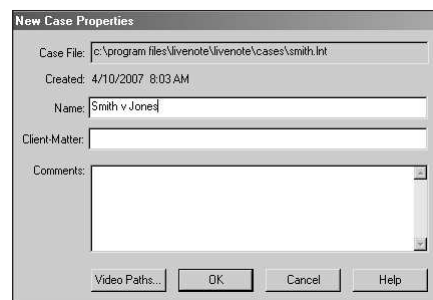 New Case Properties
Case File: c:\program files\livenote\livenote\cases\smith.lnt
Created: 4/10/2007 8:03 AM
Name: Smith v Jones
Client-Matter:
Comments:
Video Paths... OK Cancel Help